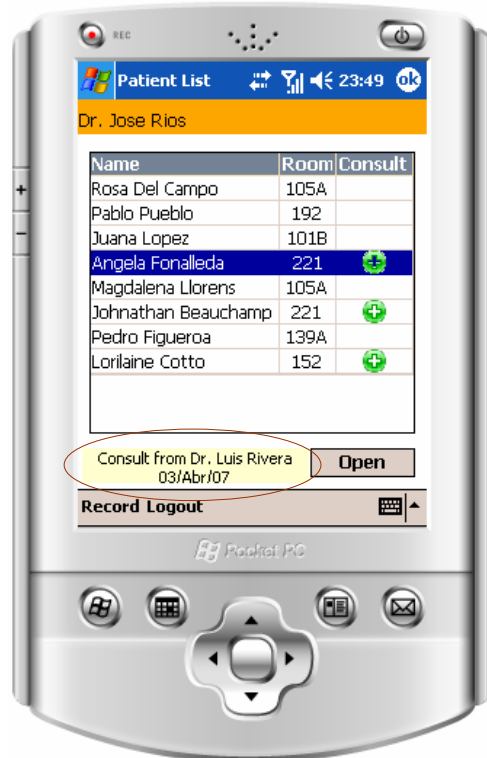 REC
Patient List 23:49 ok
Dr. Jose Rios
Name Room Consult
Rosa Del Campo 105A
Pablo Pueblo 192
Juana Lopez 101B
Angela Fonalleda 221
Magdalena Llorens 105A
Johnathan Beauchamp 221
Pedro Figueroa 139A
Lorilaine Cotto 152
Consult from Dr. Luis Rivera
03/Abr/07
Open
Record Logout
Pocket PC